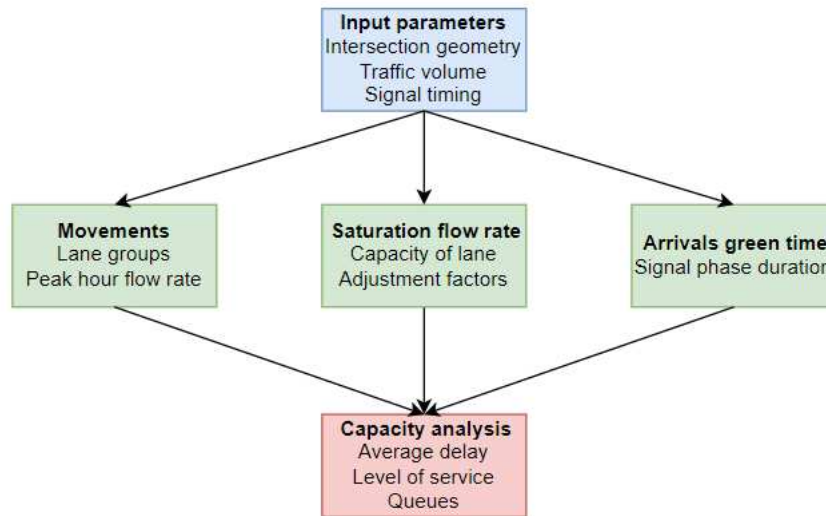 Input parameters
Intersection geometry
Traffic volume
Signal timing
Movements
Lane groups
Peak hour flow rate
Saturation flow rate
Capacity of lane
Adjustment factors
Arrivals green time
Signal phase duration
Capacity analysis
Average delay
Level of service
Queues